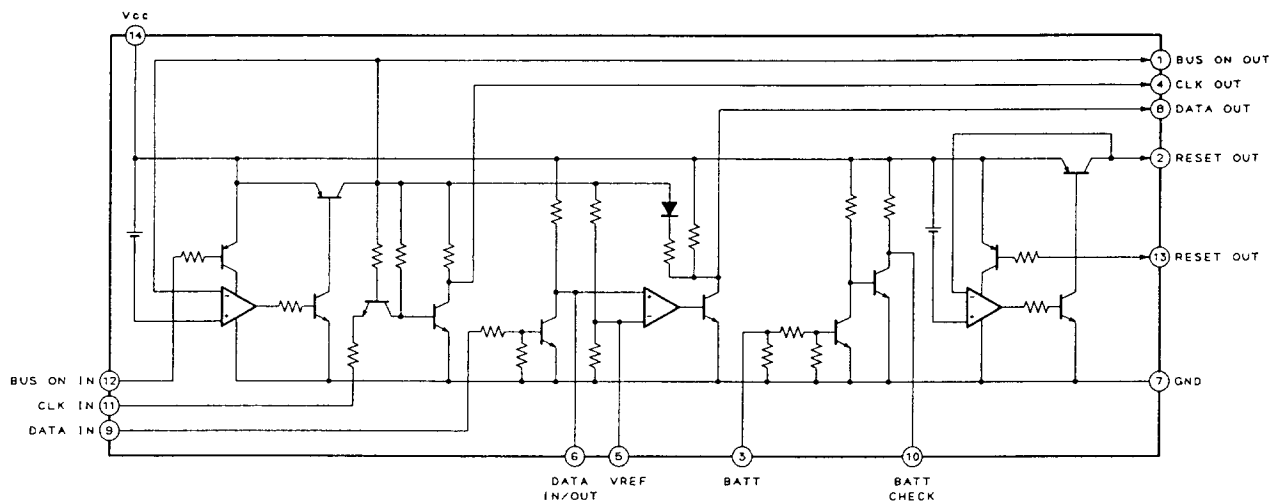 Vcc
14
1 BUS ON OUT
4 CLK OUT
8 DATA OUT
2 RESET OUT
13 RESET OUT
- +
+ -
- +
BUS ON IN 12
7 GND
CLK IN 11
DATA IN 9
6 5 3 10
DATA IN/OUT
VREF
BATT
BATT CHECK